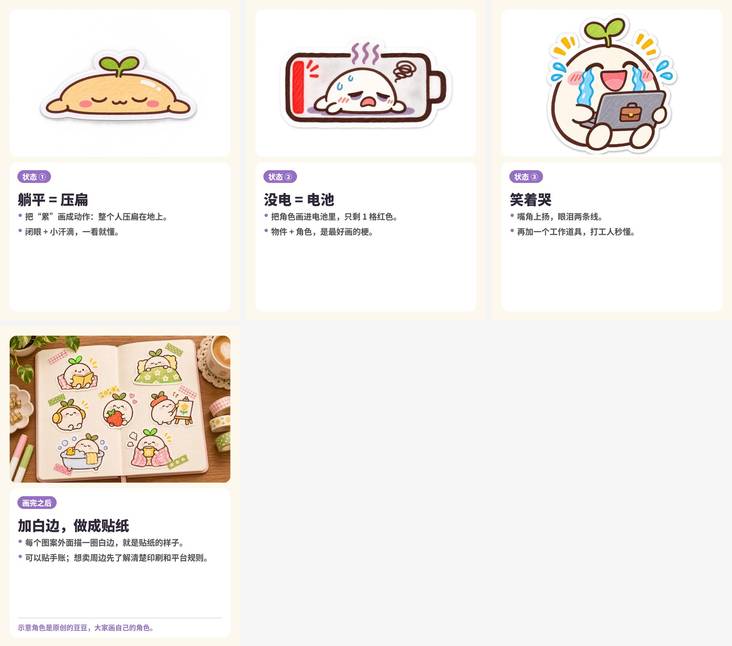 状态 ①
躺平 = 压扁
• 把“累”画成动作：整个人压扁在地上。
• 闭眼 + 小汗滴，一看就懂。
状态 ②
没电 = 电池
• 把角色画进电池里，只剩 1 格红色。
• 物件 + 角色，是最好画的梗。
状态 ③
笑着哭
• 嘴角上扬，眼泪两条线。
• 再加一个工作道具，打工人秒懂。
画完之后
加白边，做成贴纸
• 每个图案外面描一圈白边，就是贴纸的样子。
• 可以贴手账；想卖周边先了解清楚印刷和平台规则。
示意角色是原创的豆豆，大家画自己的角色。